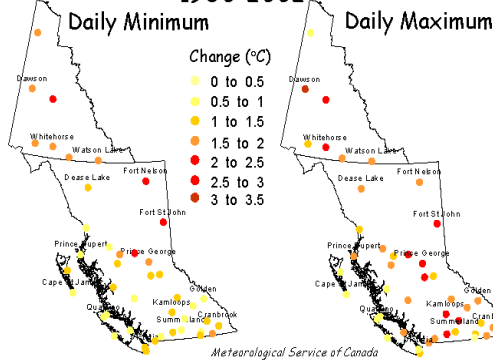 Daily Minimum
Daily Maximum
Change (°C)
0 to 0.5
0.5 to 1
1 to 1.5
1.5 to 2
2 to 2.5
2.5 to 3
3 to 3.5
Dawson
Whitehorse
Watson Lake
Dease Lake
Fort Nelson
Fort St John
Prince Rupert
Prince George
Cape St James
Golden
Kamloops
Cranbrook
Summerland
Dawson
Whitehorse
Watson Lake
Dease Lake
Fort Nelson
Fort St John
Prince Rupert
Prince George
Cape St James
Golden
Kamloops
Summerland
Meteorological Service of Canada